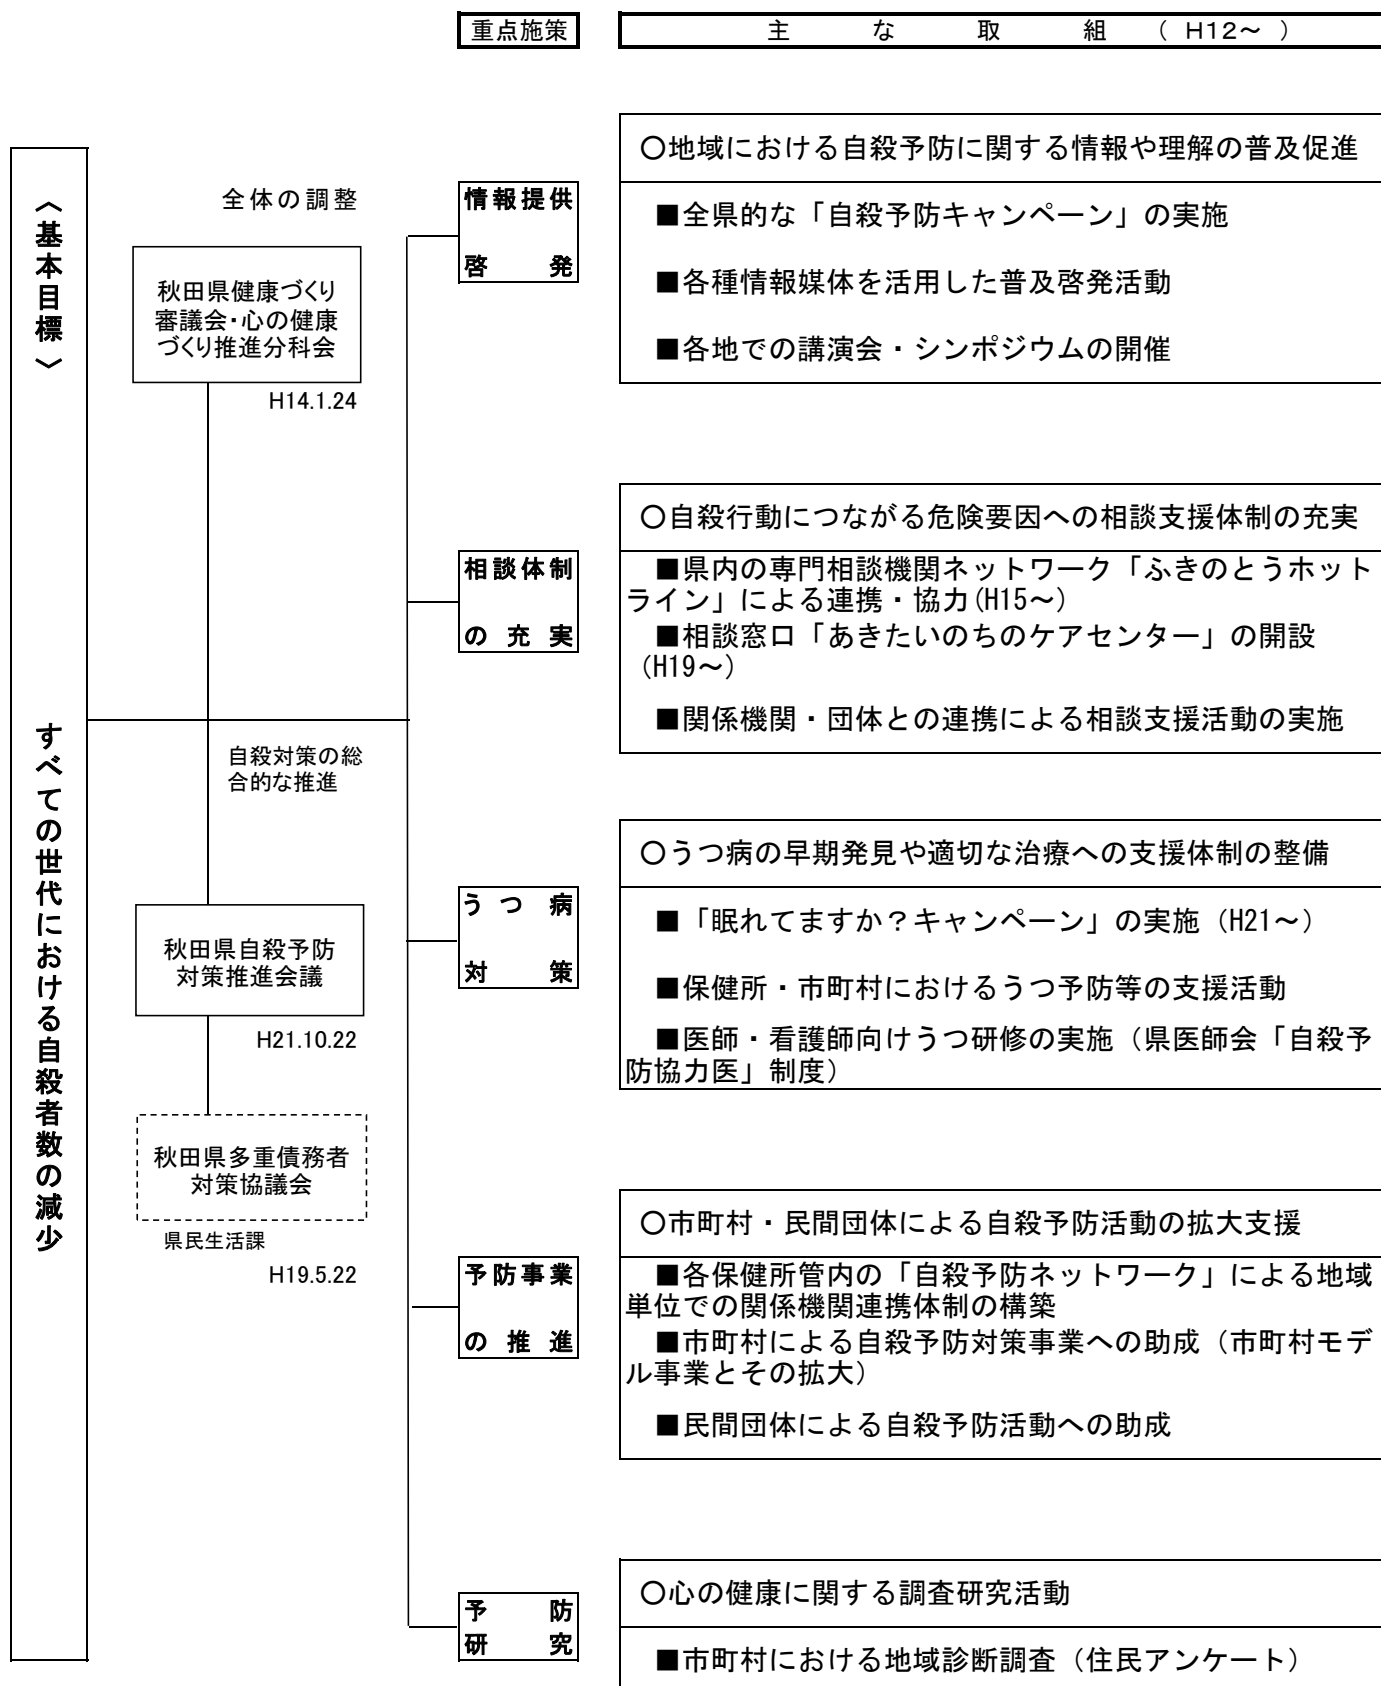 重点施策
主な取組（H12～）
〈基本目標〉 すべての世代における自殺者数の減少
全体の調整
秋田県健康づくり
審議会・心の健康
づくり推進分科会
H14.1.24
自殺対策の総
合的な推進
秋田県自殺予防
対策推進会議
H21.10.22
秋田県多重債務者
対策協議会
県民生活課
H19.5.22
情報提供
啓発
〇地域における自殺予防に関する情報や理解の普及促進
■全県的な「自殺予防キャンペーン」の実施
■各種情報媒体を活用した普及啓発活動
■各地での講演会・シンポジウムの開催
相談体制
の充実
〇自殺行動につながる危険要因への相談支援体制の充実
■県内の専門相談機関ネットワーク「ふきのとうホット
ライン」による連携・協力(H15～)
■相談窓口「あきたいのちのケアセンター」の開設
(H19～)
■関係機関・団体との連携による相談支援活動の実施
うつ病
対策
〇うつ病の早期発見や適切な治療への支援体制の整備
■「眠れてますか？キャンペーン」の実施（H21～）
■保健所・市町村におけるうつ予防等の支援活動
■医師・看護師向けうつ研修の実施（県医師会「自殺予
防協力医」制度）
予防事業
の推進
〇市町村・民間団体による自殺予防活動の拡大支援
■各保健所管内の「自殺予防ネットワーク」による地域
単位での関係機関連携体制の構築
■市町村による自殺予防対策事業への助成（市町村モデ
ル事業とその拡大）
■民間団体による自殺予防活動への助成
予防
研究
〇心の健康に関する調査研究活動
■市町村における地域診断調査（住民アンケート）